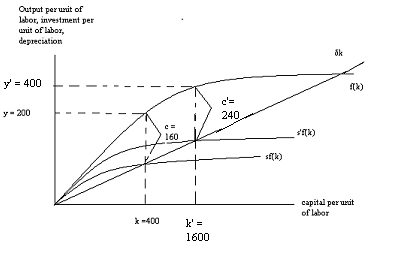 Output per unit of
labor, investment per
unit of labor,
depreciation
δk
y' = 400
f(k)
c'=
240
y = 200
c =
160
s'f(k)
sf(k)
capital per unit
of labor
k =400
k' =
1600